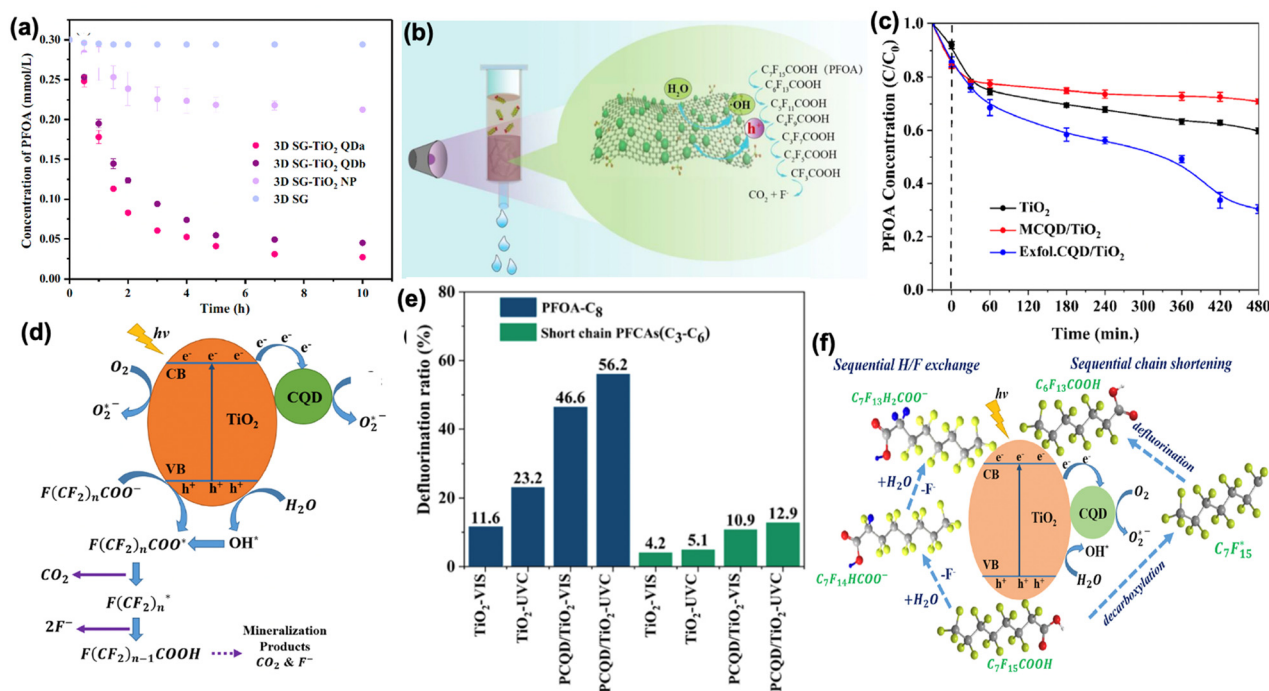 (a)
Concentration of PFOA (mmol/L)
0.30
0.25
0.20
0.15
0.10
0.05
0.00
3D SG-TiO2 QDa
3D SG-TiO2 QDb
3D SG-TiO2 NP
3D SG
0 2 4 6 8 10
Time (h)
(b)
H2O
·OH
h+
C7F15COOH (PFOA)
C6F13COOH
C5F11COOH
C4F9COOH
C3F7COOH
C2F5COOH
CF3COOH
CO2 + F-
(c)
PFOA Concentration (C/C0)
1.0
0.8
0.6
0.4
0.2
0.0
TiO2
MCQD/TiO2
Exfol.CQD/TiO2
0 60 120 180 240 300 360 420 480
Time (min.)
(d)
hv
O2
O2*−
CB
e- e- e-
e-
e-
CQD
O2*−
TiO2
VB
h+ h+ h+
F(CF2)nCOO−
H2O
F(CF2)nCOO*
OH*
CO2
F(CF2)n*
2F−
F(CF2)n−1COOH
Mineralization
Products
CO2 & F−
(e)
Defluorination ratio (%)
80
60
40
20
0
PFOA-C8
Short chain PFCAs(C3-C6)
11.6
23.2
46.6
56.2
4.2
5.1
10.9
12.9
TiO2-VIS
TiO2-UVC
PCQD/TiO2-VIS
PCQD/TiO2-UVC
TiO2-VIS
TiO2-UVC
PCQD/TiO2-VIS
PCQD/TiO2-UVC
(f)
Sequential H/F exchange
Sequential chain shortening
C7F13H2COO−
C6F13COOH
hv
+H2O
-F-
defluorination
CB
e- e- e-
e-
e-
TiO2
CQD
O2
O2*−
OH*
H2O
VB
h+ h+ h+
C7F14HCOO−
C7F15*
-F-
+H2O
decarboxylation
C7F15COOH